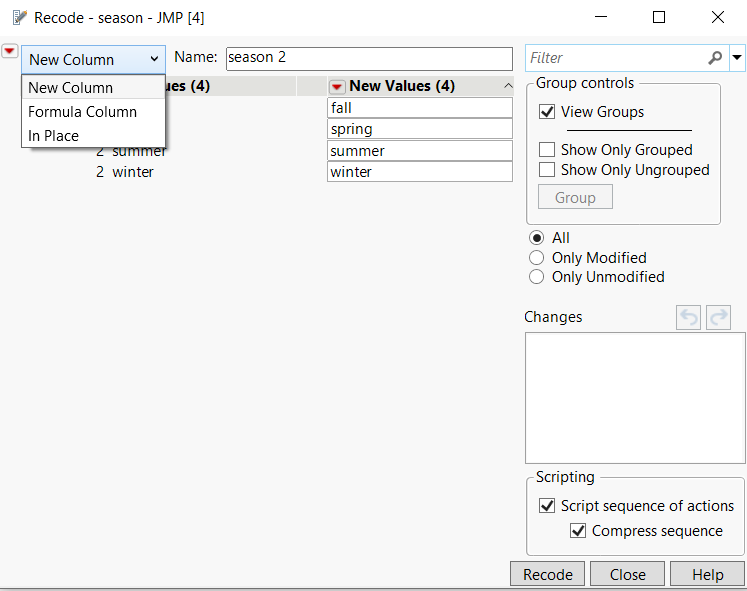 Recode - season - JMP [4]
New Column
Name: season 2
Filter
New Column
Formula Column
In Place
(4)
New Values (4)
fall
spring
2 summer summer
2 winter winter
Group controls
View Groups
Show Only Grouped
Show Only Ungrouped
Group
All
Only Modified
Only Unmodified
Changes
Scripting
Script sequence of actions
Compress sequence
Recode Close Help